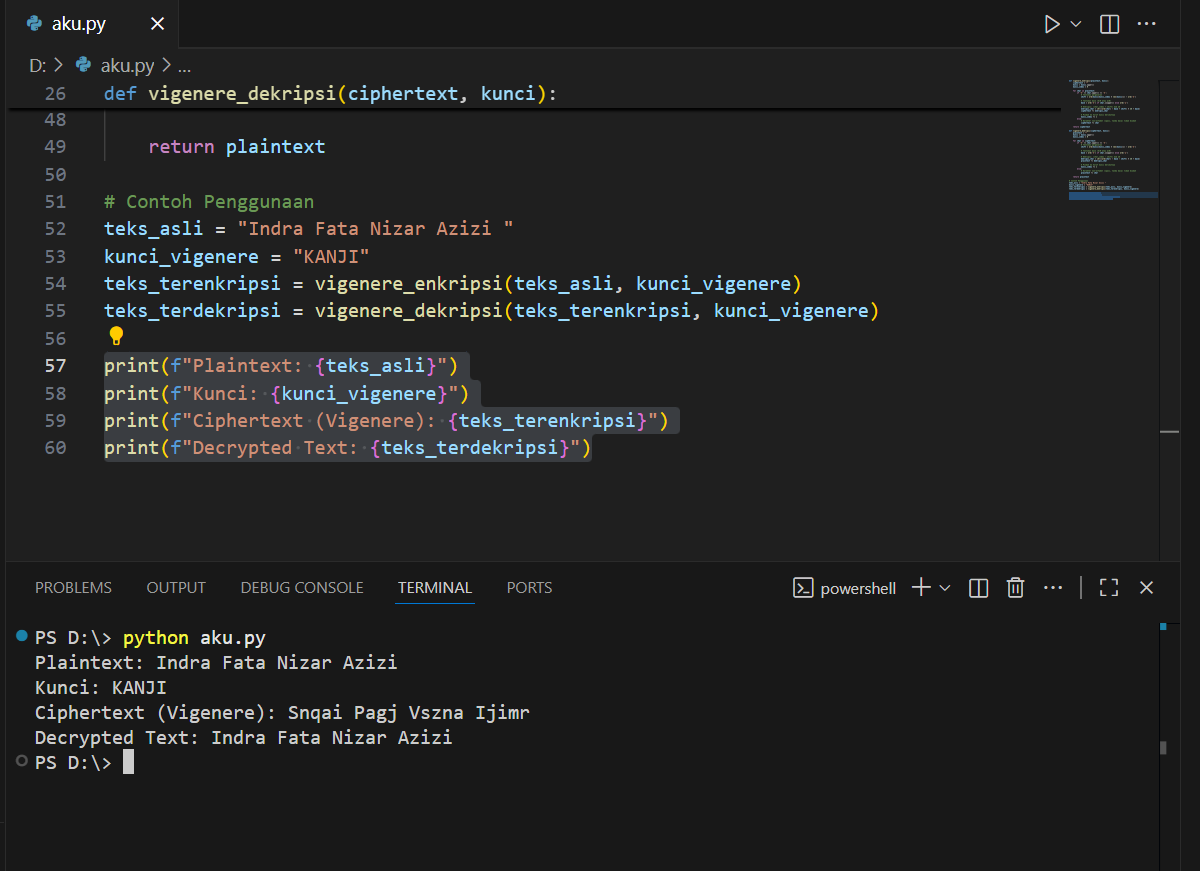 aku.py
D: > aku.py > ...
26 def vigenere_dekripsi(ciphertext, kunci):
48
49 return plaintext
50
51 # Contoh Penggunaan
52 teks_asli = "Indra Fata Nizar Azizi "
53 kunci_vigenere = "KANJI"
54 teks_terenkripsi = vigenere_enkripsi(teks_asli, kunci_vigenere)
55 teks_terdekripsi = vigenere_dekripsi(teks_terenkripsi, kunci_vigenere)
56
57 print(f"Plaintext: {teks_asli}")
58 print(f"Kunci: {kunci_vigenere}")
59 print(f"Ciphertext (Vigenere): {teks_terenkripsi}")
60 print(f"Decrypted Text: {teks_terdekripsi}")
PROBLEMS OUTPUT DEBUG CONSOLE TERMINAL PORTS powershell
PS D:\> python aku.py
Plaintext: Indra Fata Nizar Azizi
Kunci: KANJI
Ciphertext (Vigenere): Snqai Pagj Vszna Ijimr
Decrypted Text: Indra Fata Nizar Azizi
PS D:\>